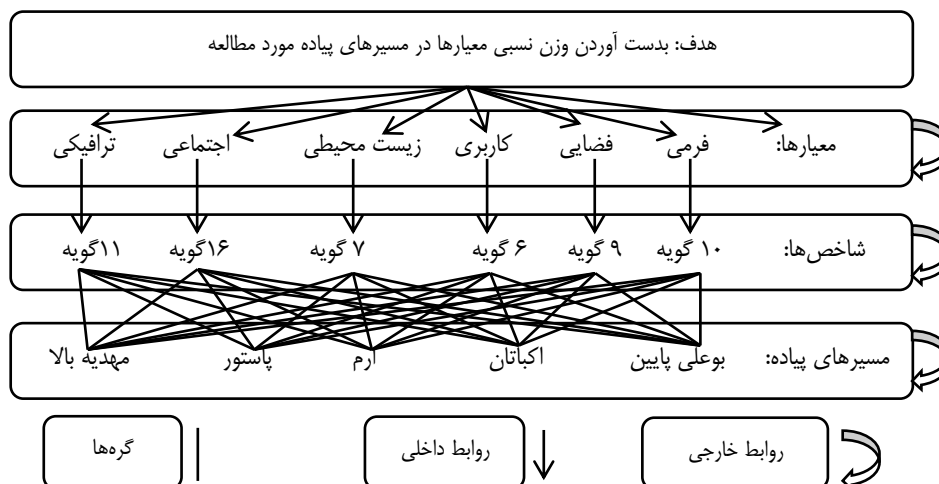 هدف: بدست آوردن وزن نسبی معیارها در مسیرهای پیاده مورد مطالعه
معیارها: فرمی فضایی کاربری زیست محیطی اجتماعی ترافیکی
شاخص‌ها: ۱۰ گویه ۹ گویه ۶ گویه ۷ گویه ۱۶گویه ۱۱گویه
مسیرهای پیاده: بوعلی پایین اکباتان ارم پاستور مهدیه بالا
روابط خارجی روابط داخلی گره‌ها